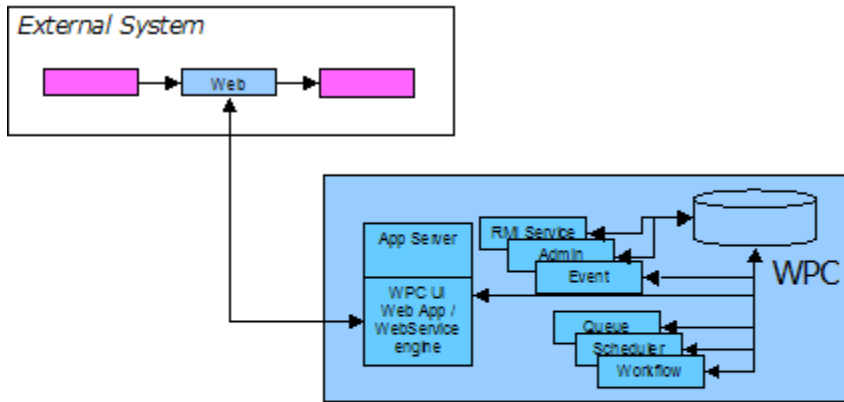 External System
Web
App Server
WPC UI
Web App /
WebService
engine
RMI Service
Admin
Event
WPC
Queue
Scheduler
Workflow